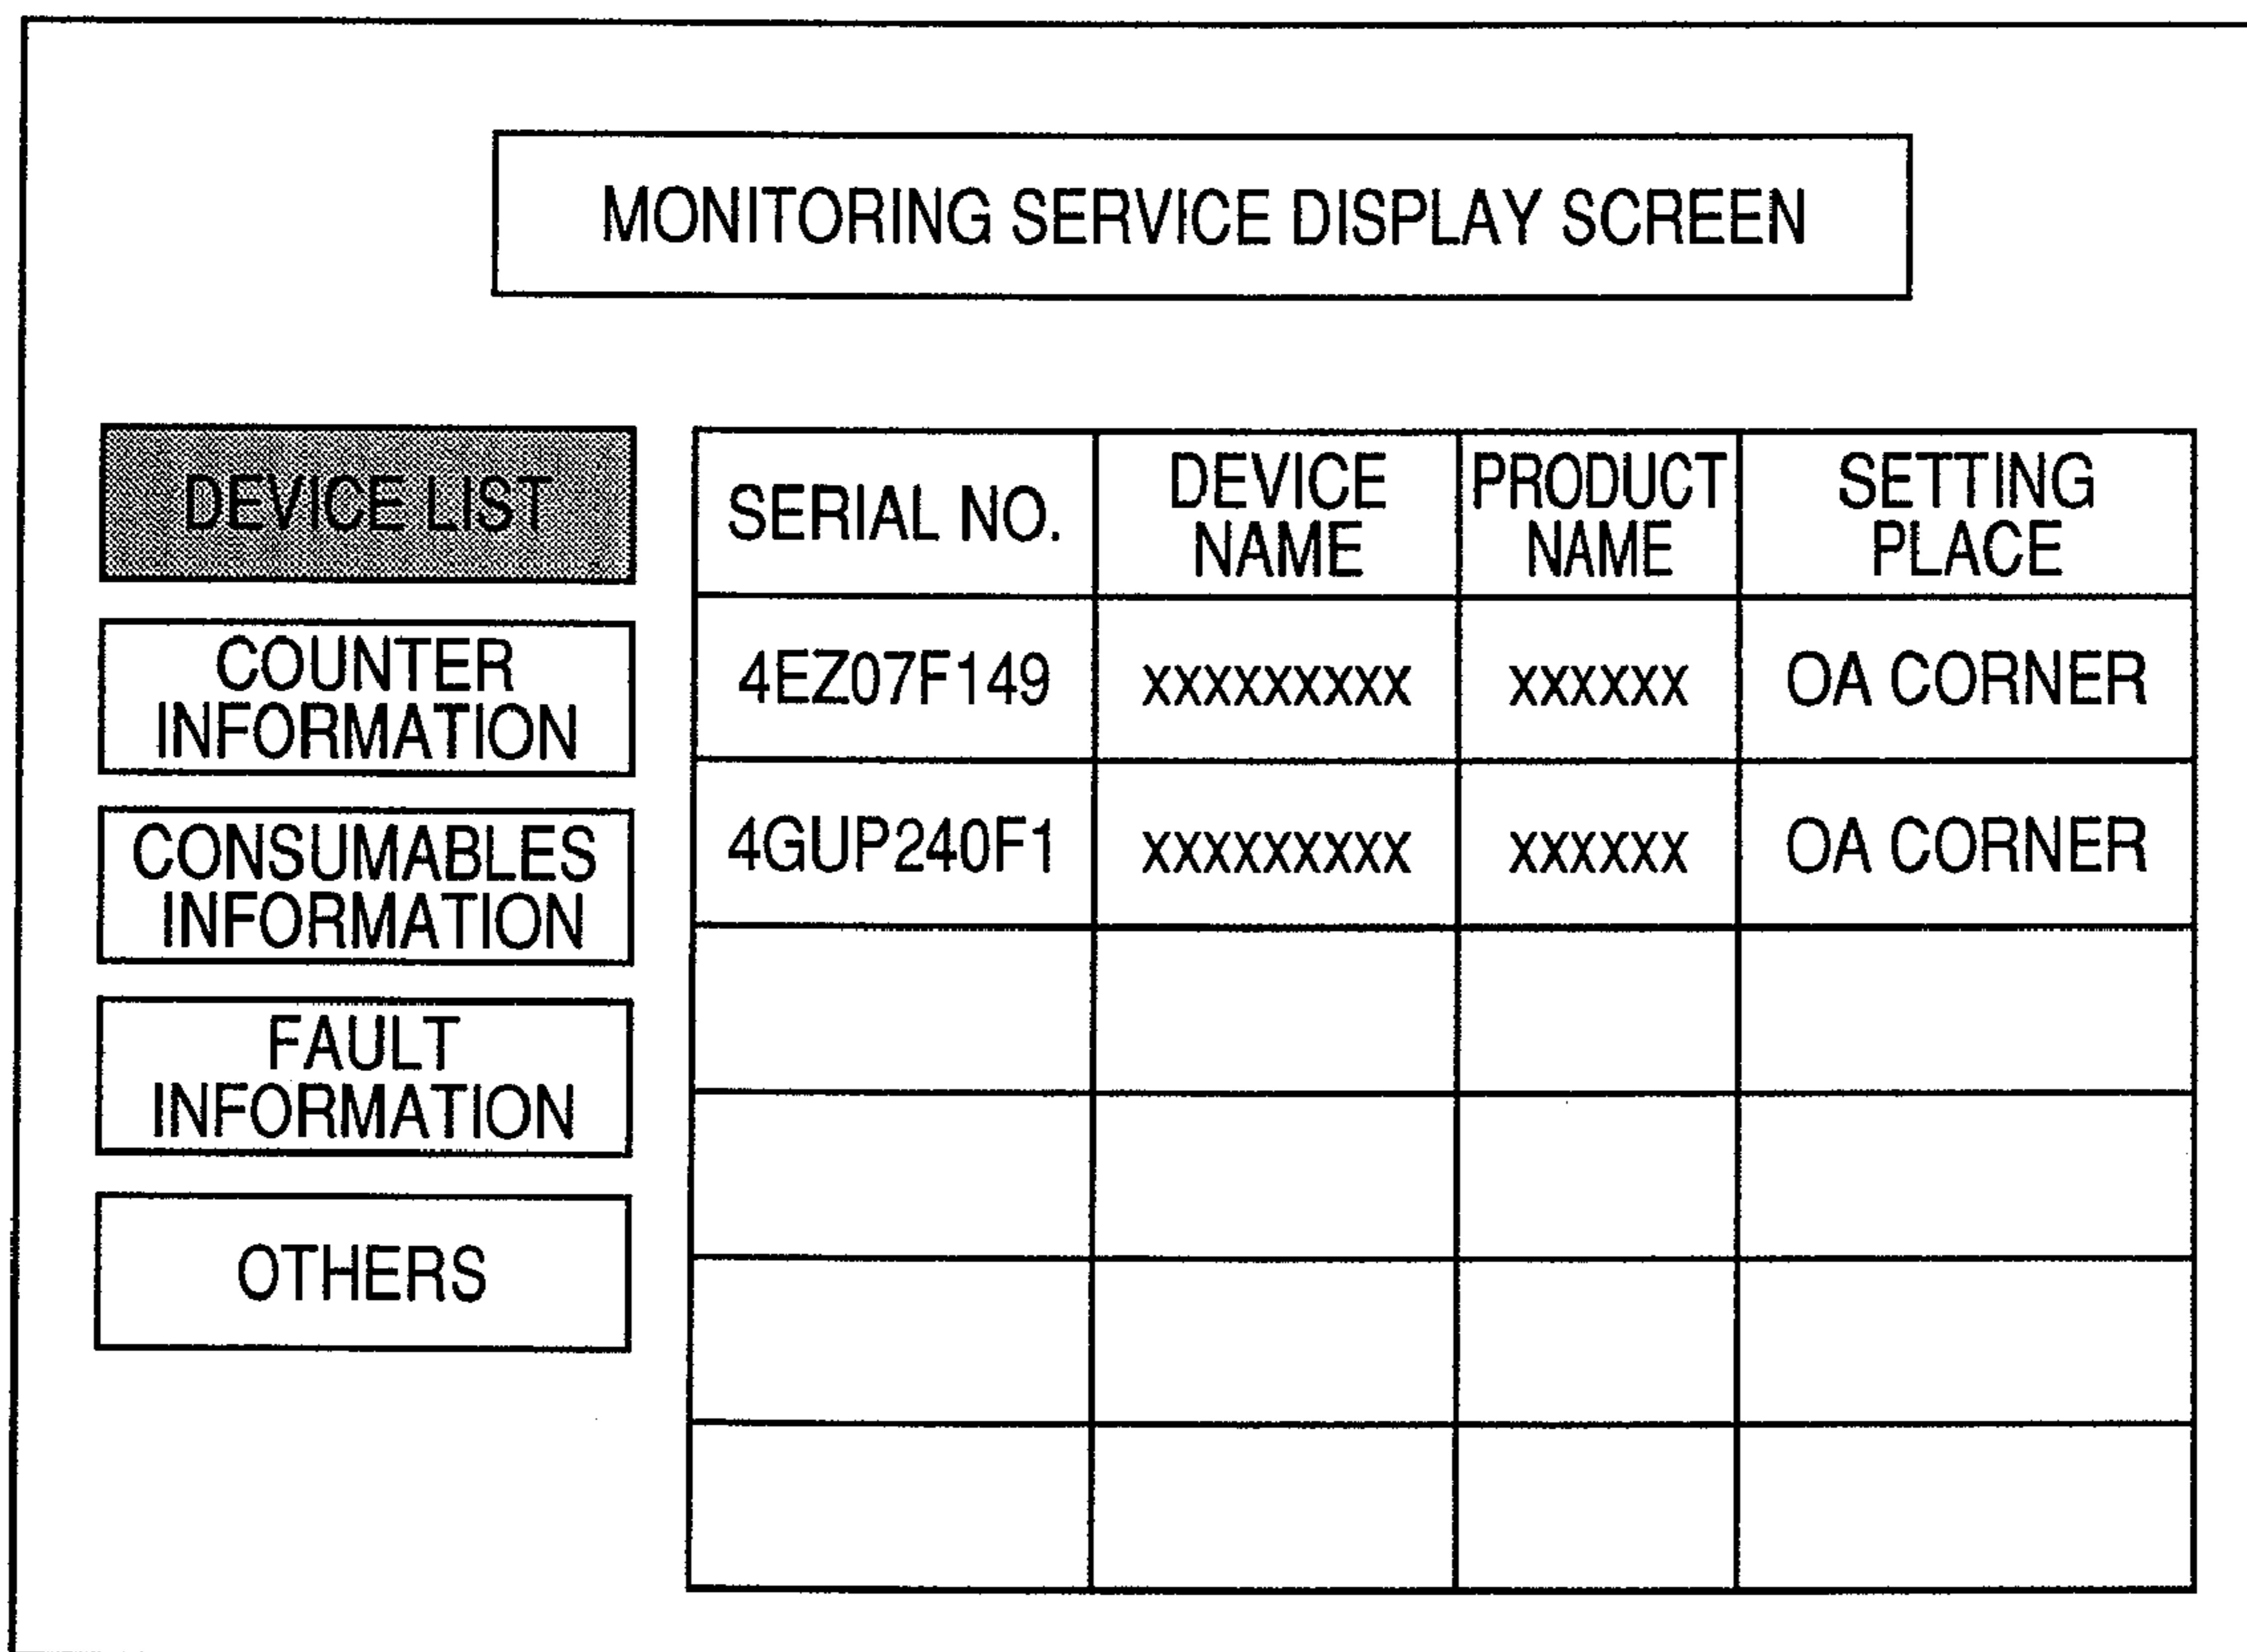 MONITORING SERVICE DISPLAY SCREEN
DEVICE LIST
COUNTER
INFORMATION
CONSUMABLES
INFORMATION
FAULT
INFORMATION
OTHERS
SERIAL NO. DEVICE NAME PRODUCT NAME SETTING PLACE
4EZ07F149 xxxxxxxxx xxxxxx OA CORNER
4GUP240F1 xxxxxxxxx xxxxxx OA CORNER